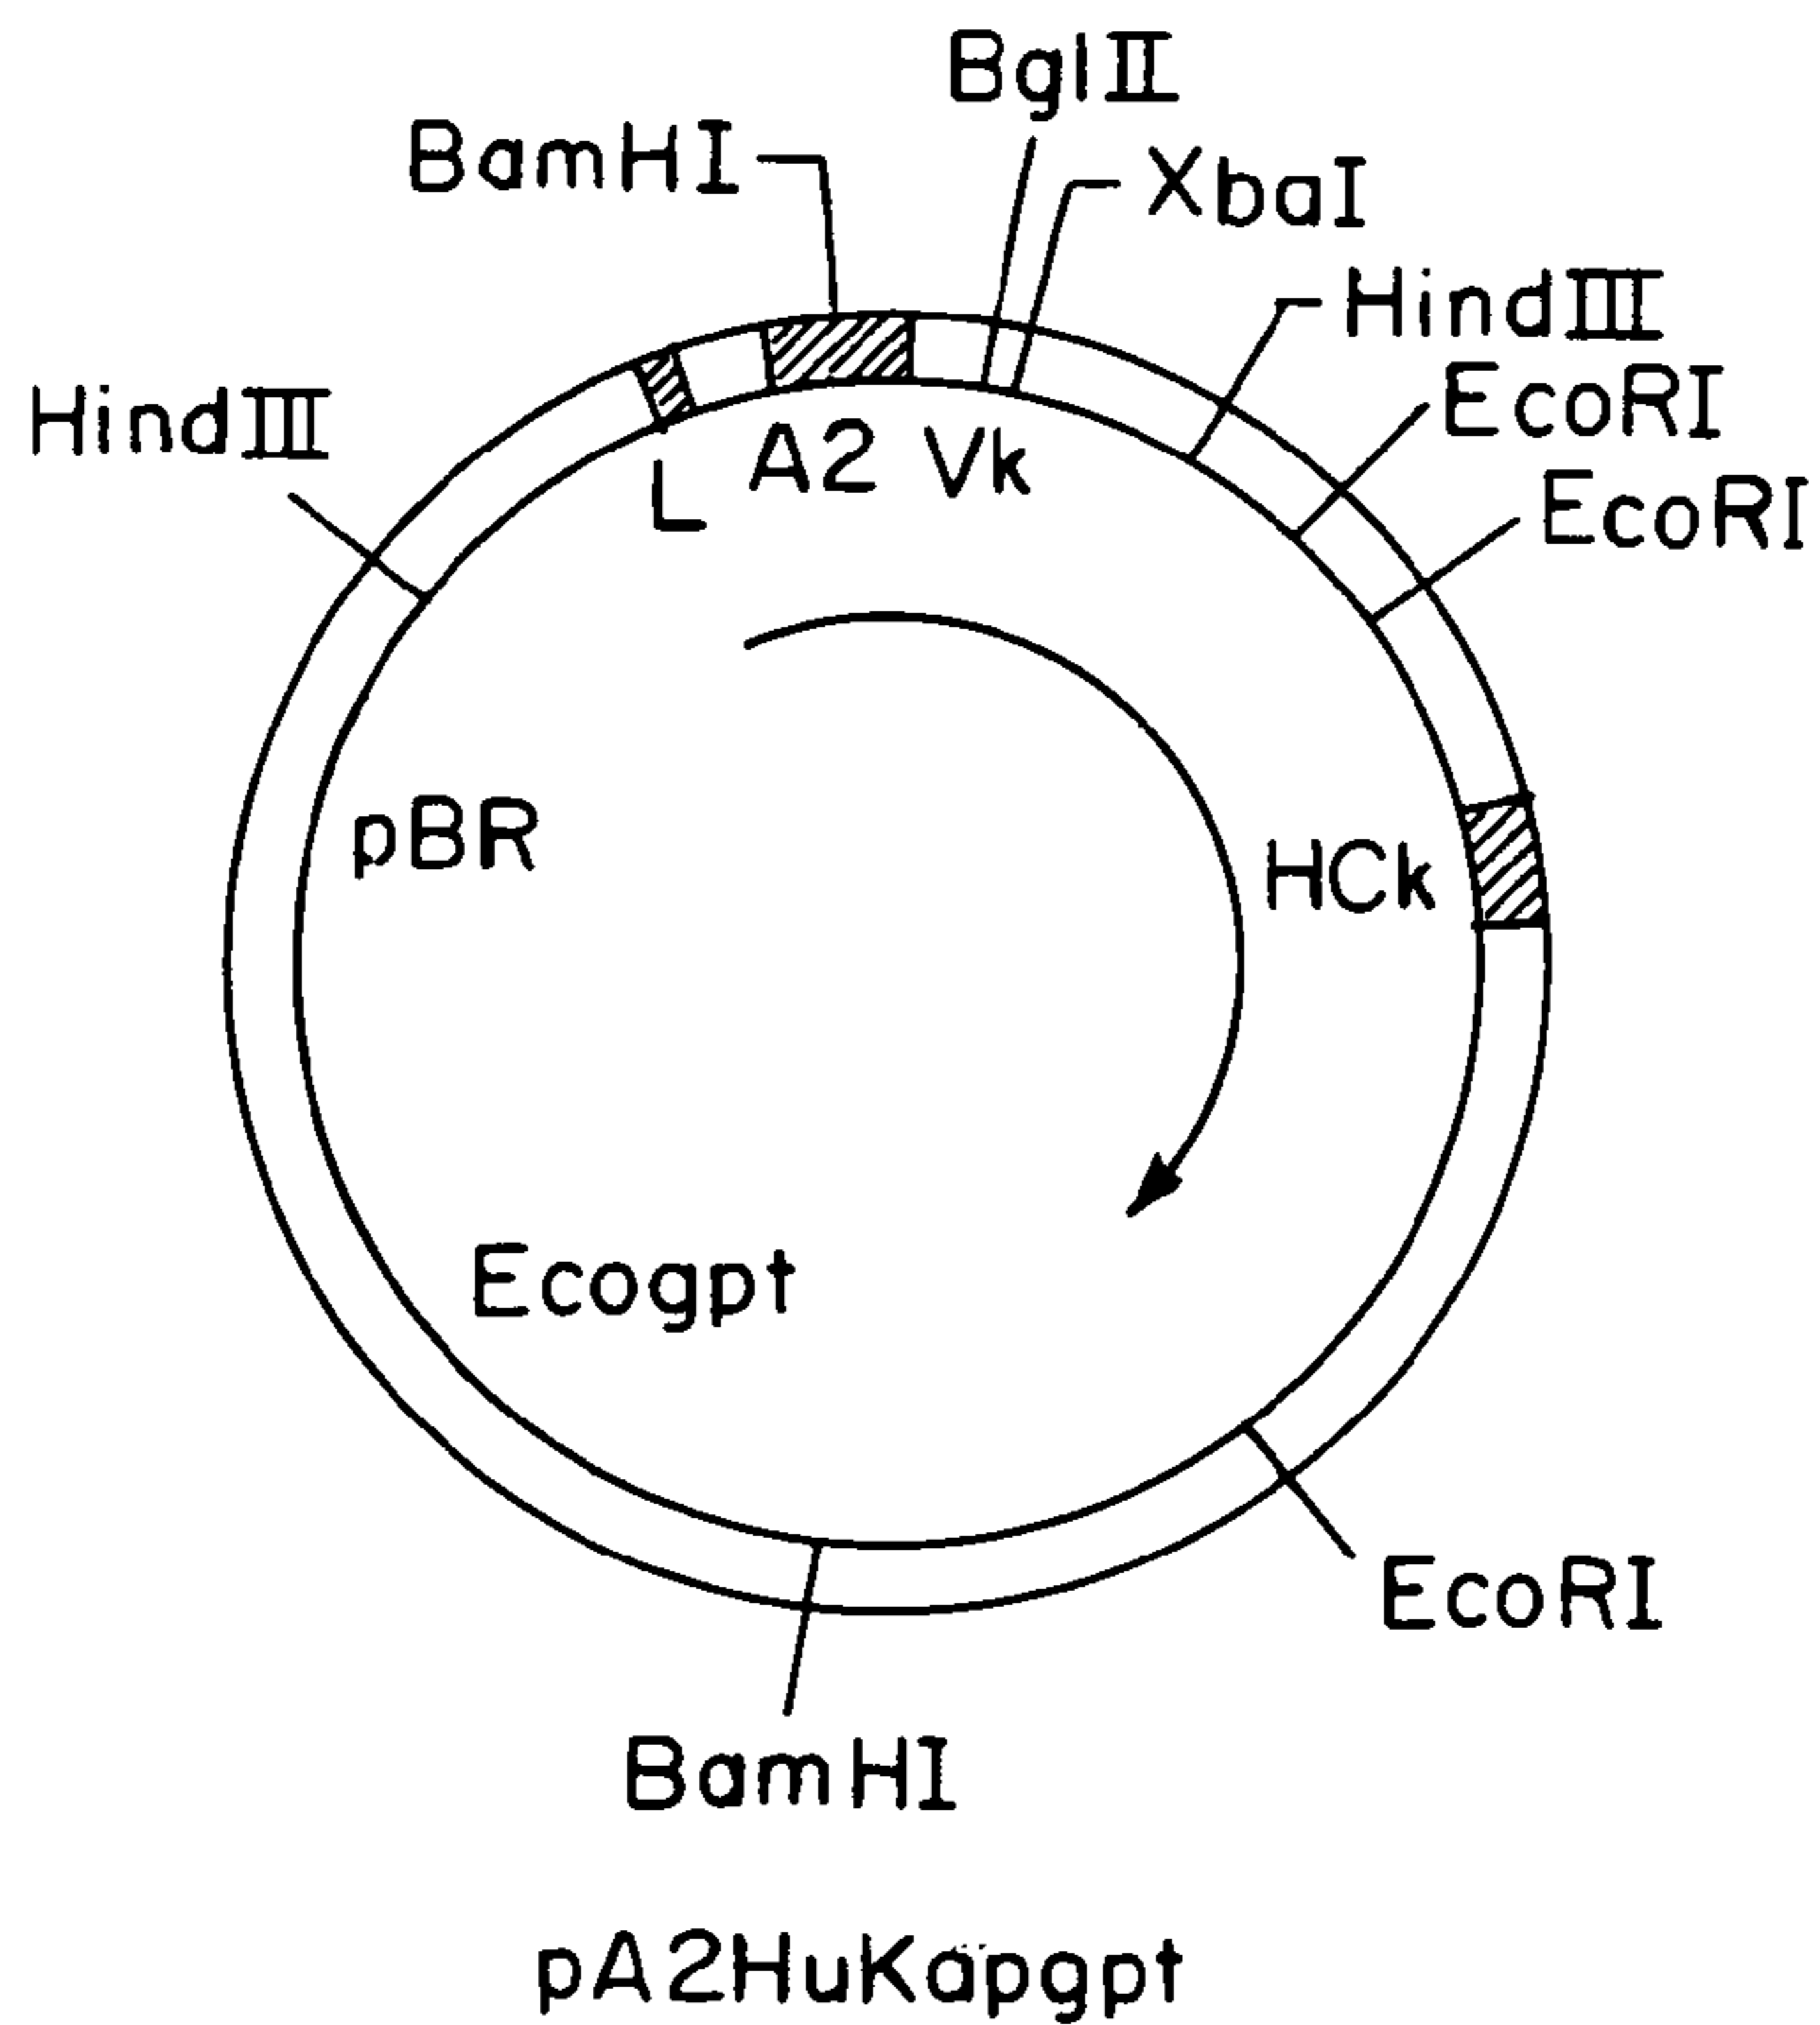 BglII
BamHI
XbaI
HindIII
EcoRI
HindIII
A2 Vk
L
EcoRI
pBR
HCk
Ecogpt
EcoRI
BamHI
pA2HuKapgpt